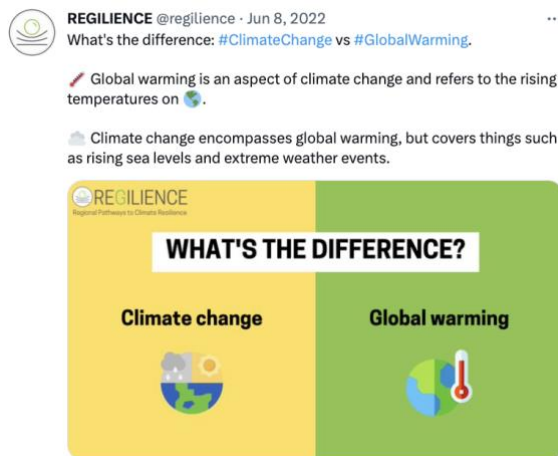 REGILIENCE @regilience · Jun 8, 2022
What's the difference: #ClimateChange vs #GlobalWarming.
Global warming is an aspect of climate change and refers to the rising
temperatures on 🌎.
Climate change encompasses global warming, but covers things such
as rising sea levels and extreme weather events.
REGILIENCE
Regional Pathways to Climate Resilience
WHAT'S THE DIFFERENCE?
Climate change
Global warming